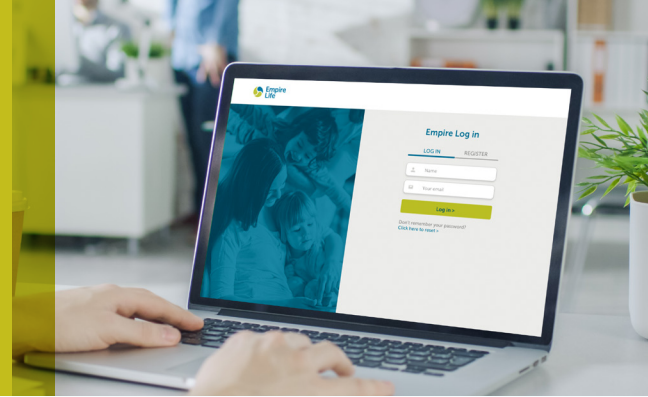 Empire
Life
Empire Log in
LOG IN REGISTER
Name
Your email
Log in >
Don't remember your password?
Click here to reset >